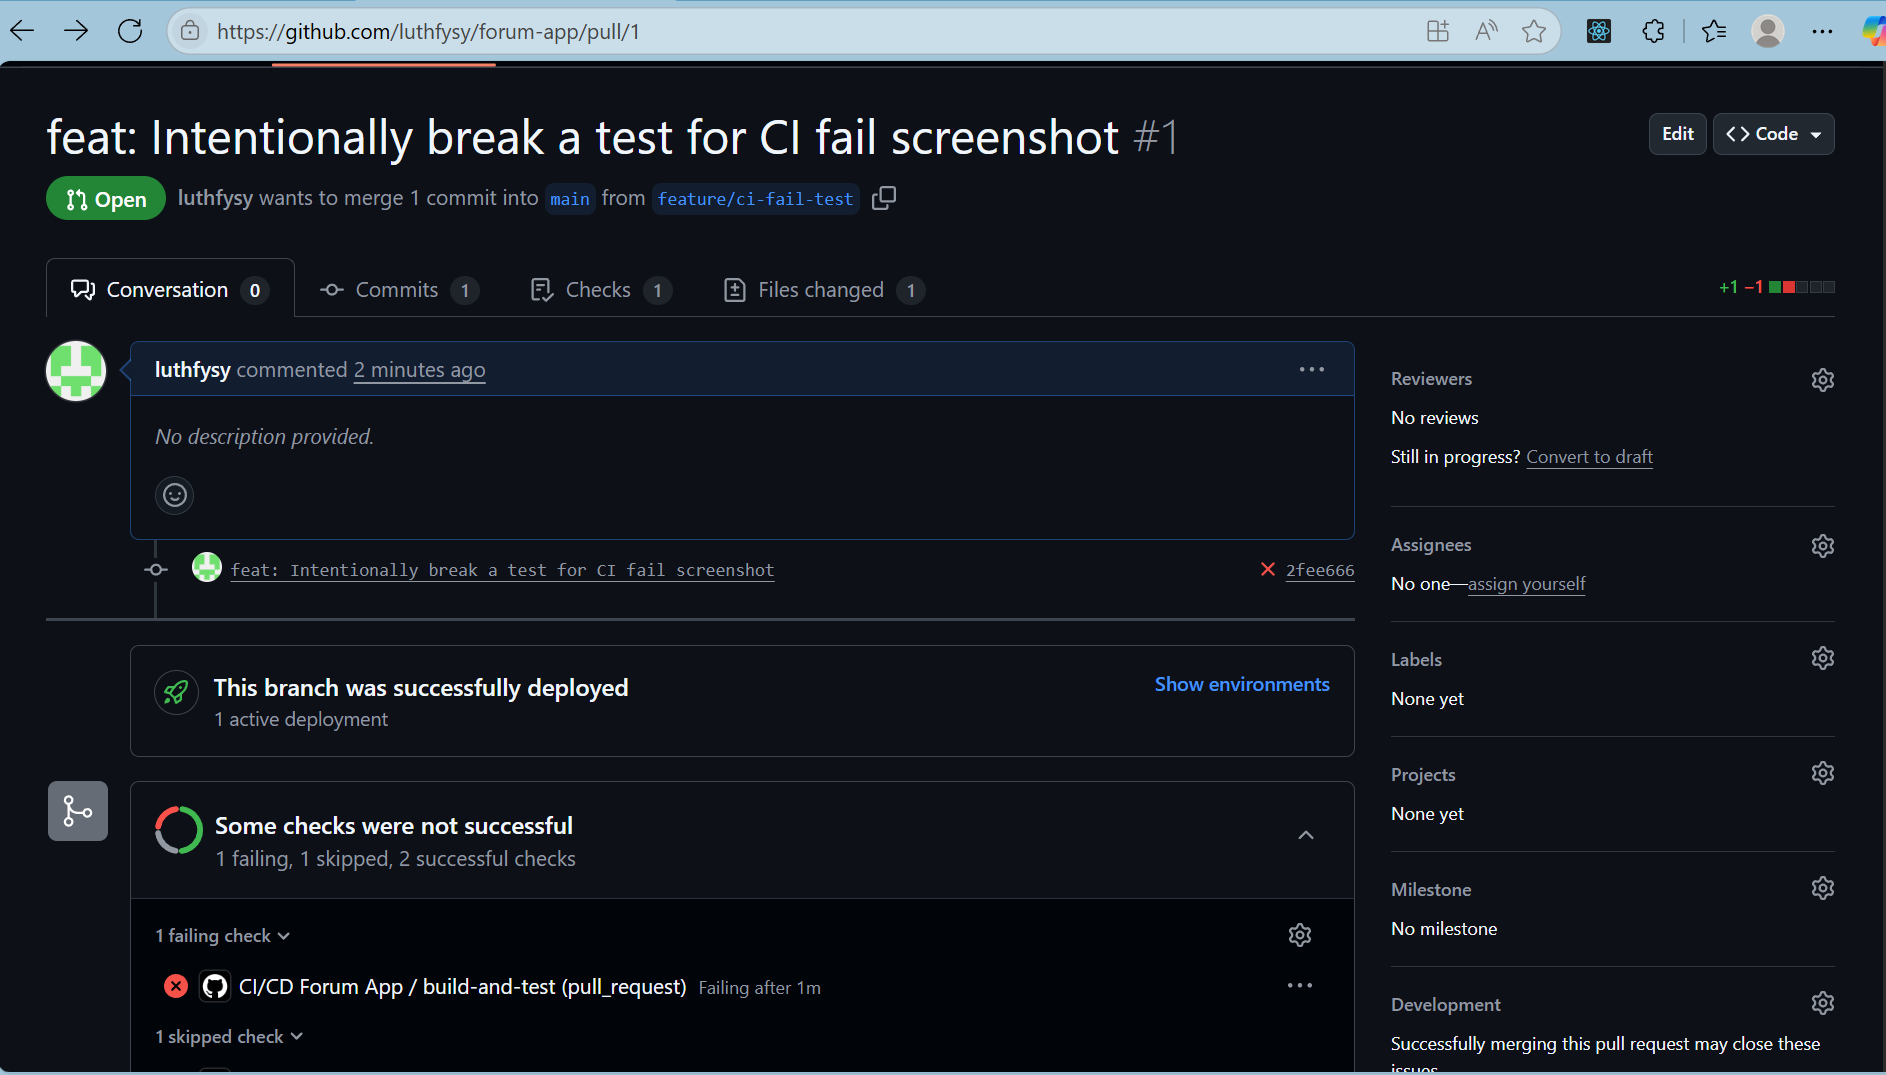 https://github.com/luthfysy/forum-app/pull/1
feat: Intentionally break a test for CI fail screenshot #1
Edit
Code
Open
luthfysy wants to merge 1 commit into main from feature/ci-fail-test
Conversation 0
Commits 1
Checks 1
Files changed 1
+1 −1
luthfysy commented 2 minutes ago
No description provided.
feat: Intentionally break a test for CI fail screenshot
2fee666
This branch was successfully deployed
1 active deployment
Show environments
Some checks were not successful
1 failing, 1 skipped, 2 successful checks
1 failing check
CI/CD Forum App / build-and-test (pull_request) Failing after 1m
1 skipped check
Reviewers
No reviews
Still in progress? Convert to draft
Assignees
No one—assign yourself
Labels
None yet
Projects
None yet
Milestone
No milestone
Development
Successfully merging this pull request may close these
issues.